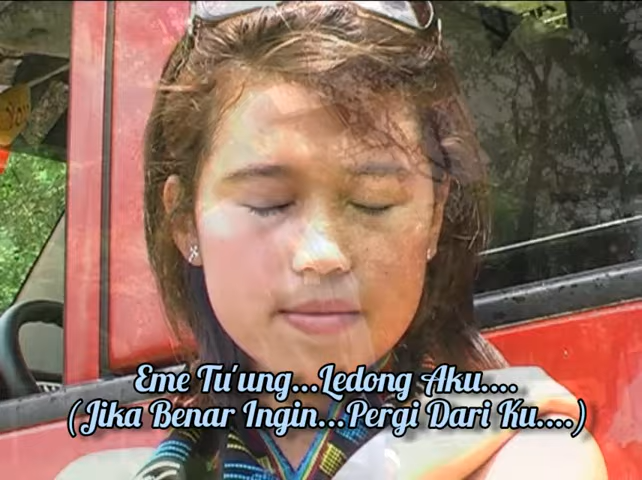 Eme Tu'ung...Ledong Aku....
(Jika Benar Ingin...Pergi Dari Ku....)